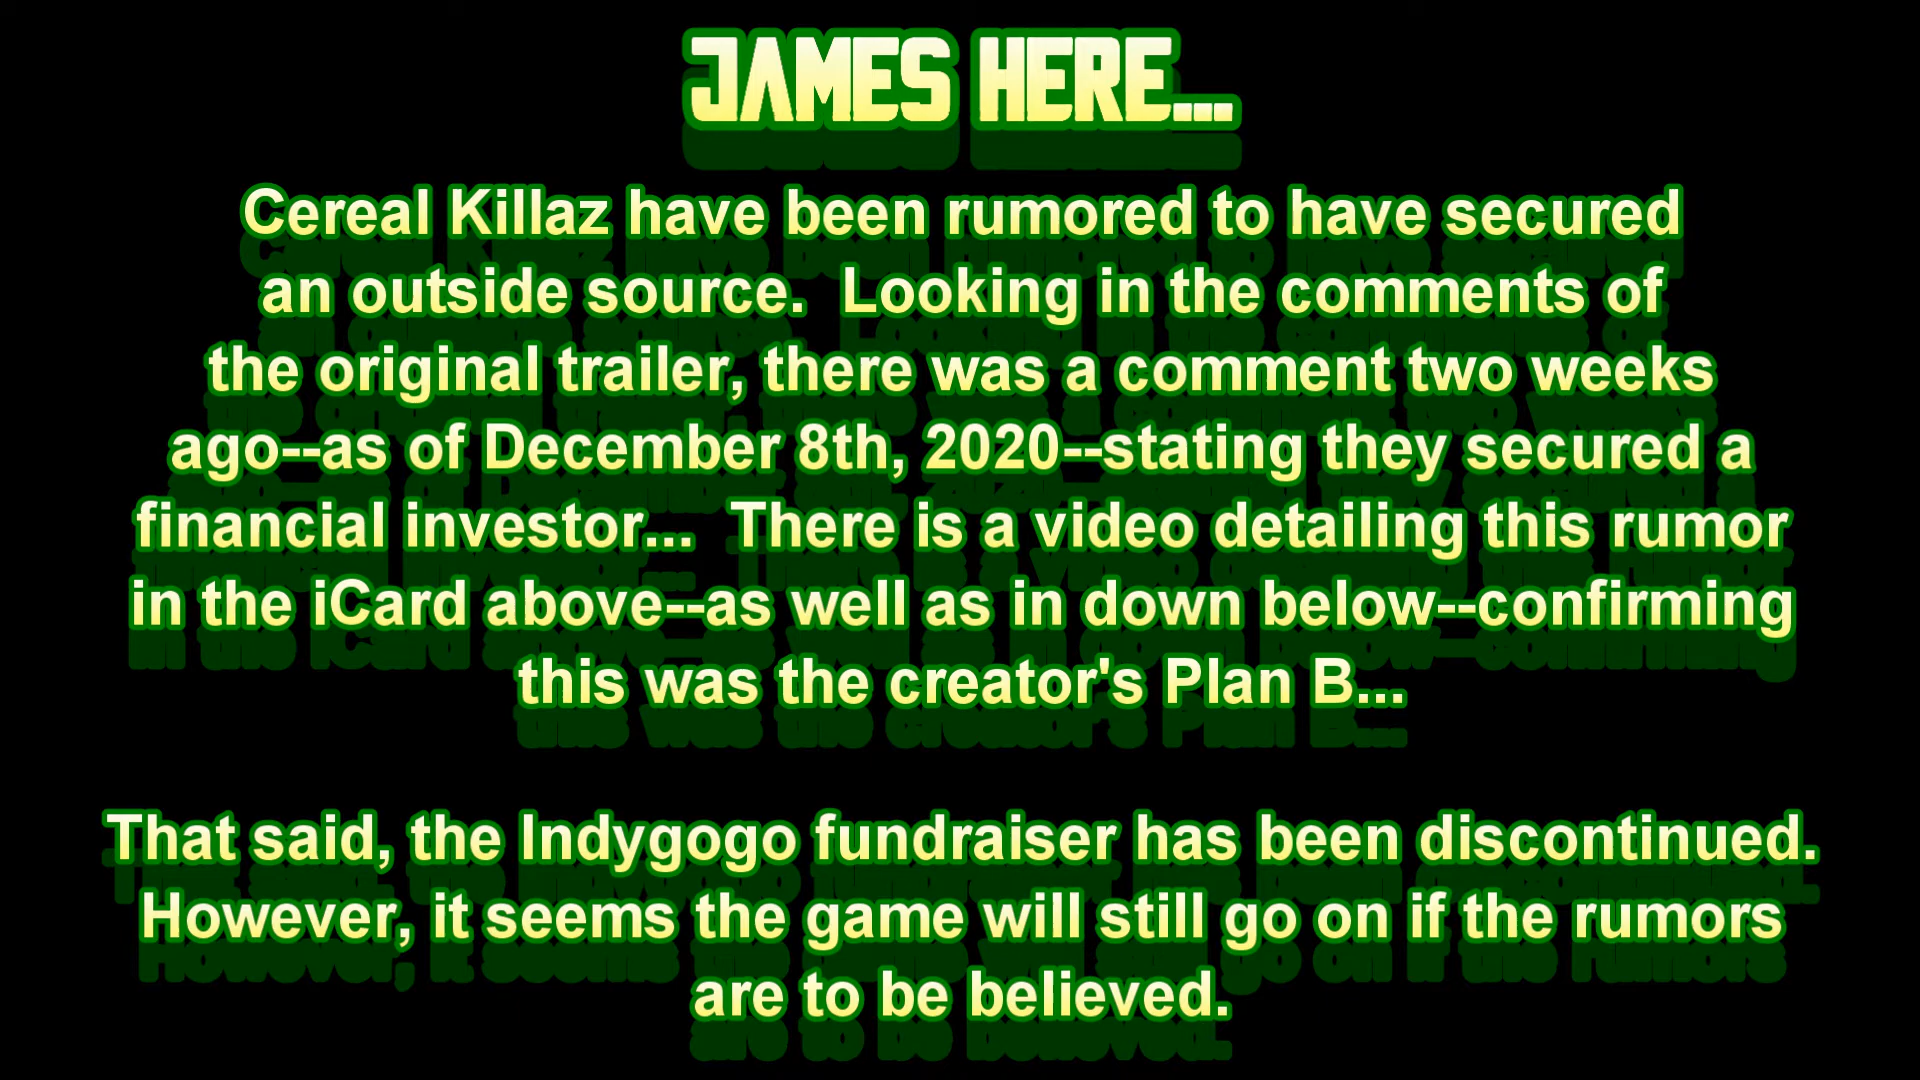 JAMES HERE...
Cereal Killaz have been rumored to have secured
an outside source.  Looking in the comments of
the original trailer, there was a comment two weeks
ago--as of December 8th, 2020--stating they secured a
financial investor...  There is a video detailing this rumor
in the iCard above--as well as in down below--confirming
this was the creator's Plan B...
That said, the Indygogo fundraiser has been discontinued.
However, it seems the game will still go on if the rumors
are to be believed.